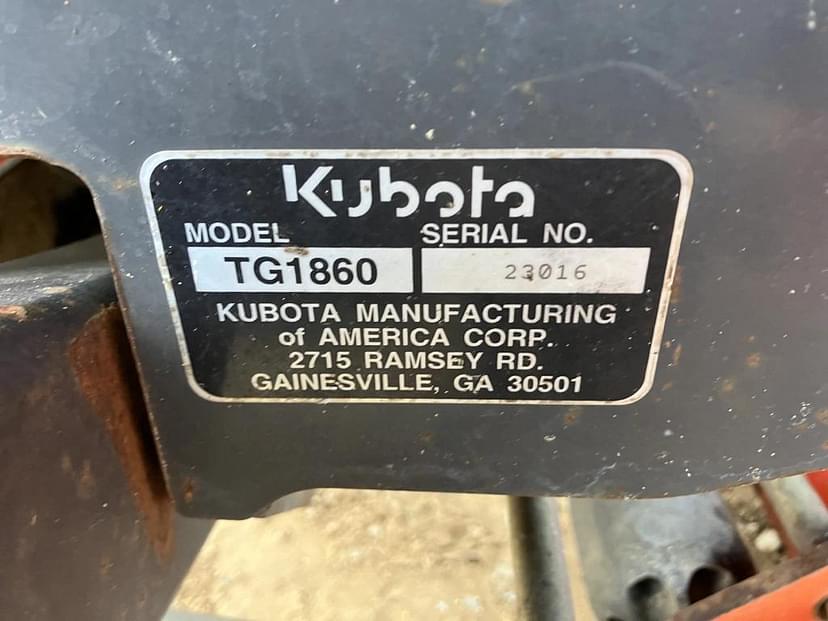 Kubota
MODEL SERIAL NO.
TG1860 23016
KUBOTA MANUFACTURING
of AMERICA CORP.
2715 RAMSEY RD.
GAINESVILLE, GA 30501